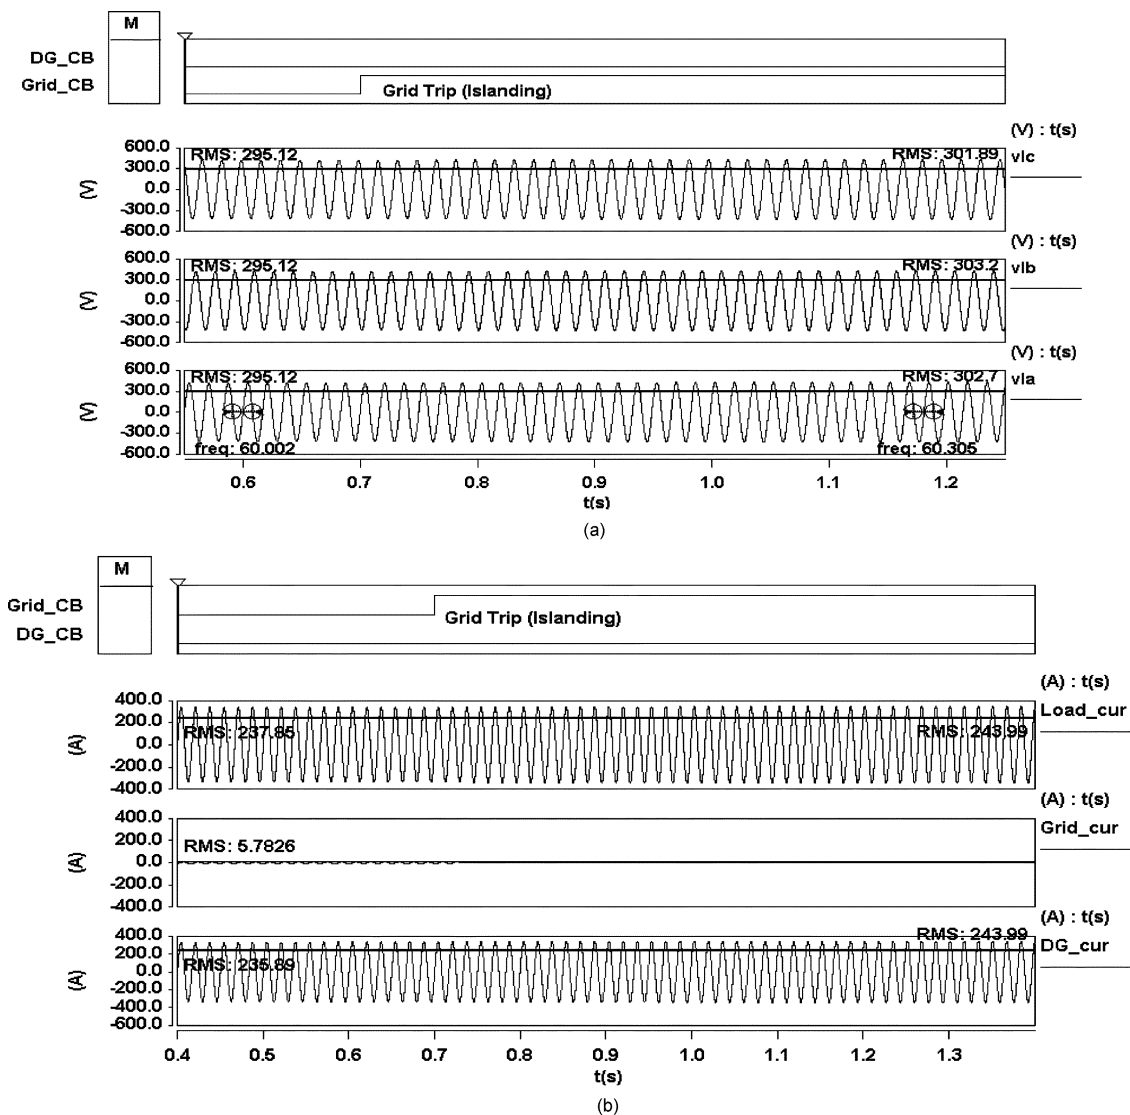 M
DG_CB
Grid_CB
Grid Trip (Islanding)
(V) : t(s)
600.0
300.0
0.0
-300.0
-600.0
(V)
RMS: 295.12
RMS: 301.89
vlc
(V) : t(s)
600.0
300.0
0.0
-300.0
-600.0
(V)
RMS: 295.12
RMS: 303.2
vlb
(V) : t(s)
600.0
300.0
0.0
-300.0
-600.0
(V)
RMS: 295.12
RMS: 302.7
vla
freq: 60.002
freq: 60.305
0.6 0.7 0.8 0.9 1.0 1.1 1.2
t(s)
(a)
M
Grid_CB
DG_CB
Grid Trip (Islanding)
(A) : t(s)
400.0
200.0
0.0
-200.0
-400.0
(A)
RMS: 237.85
RMS: 243.99
Load_cur
(A) : t(s)
400.0
200.0
0.0
-200.0
-400.0
(A)
RMS: 5.7826
Grid_cur
(A) : t(s)
400.0
200.0
0.0
-200.0
-400.0
-600.0
(A)
RMS: 235.89
RMS: 243.99
DG_cur
0.4 0.5 0.6 0.7 0.8 0.9 1.0 1.1 1.2 1.3
t(s)
(b)